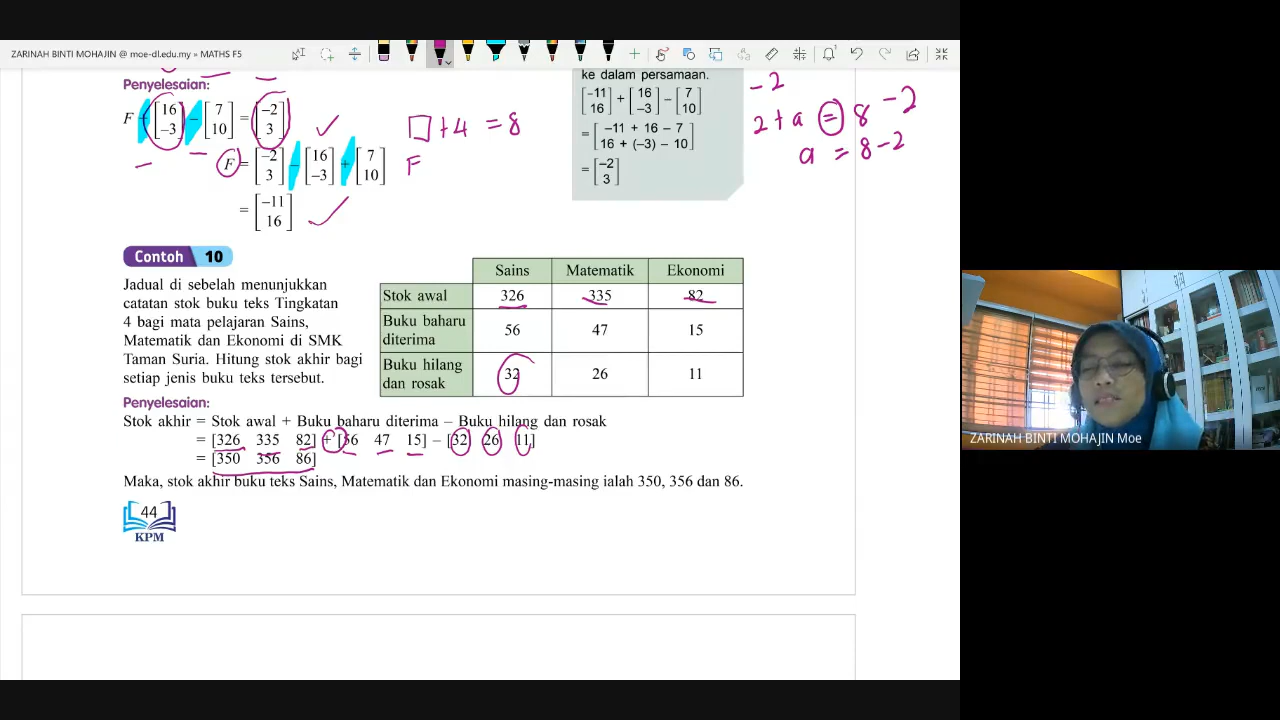 ZARINAH BINTI MOHAJIN @ moe-dl.edu.my » MATHS F5
Penyelesaian:
F + [16 −3] − [7 10] = [−2 3]
F = [−2 3] − [16 −3] + [7 10]
= [−11 16]
□ + 4 = 8
F
ke dalam persamaan.
[−11 16] + [16 −3] − [7 10]
= [−11 + 16 − 7 16 + (−3) − 10]
= [−2 3]
−2
2 + a = 8 −2
a = 8 −2
Contoh 10
Jadual di sebelah menunjukkan
catatan stok buku teks Tingkatan
4 bagi mata pelajaran Sains,
Matematik dan Ekonomi di SMK
Taman Suria. Hitung stok akhir bagi
setiap jenis buku teks tersebut.
Sains Matematik Ekonomi
Stok awal 326 335 82
Buku baharu diterima 56 47 15
Buku hilang dan rosak 32 26 11
Penyelesaian:
Stok akhir = Stok awal + Buku baharu diterima – Buku hilang dan rosak
= [326 335 82] + [56 47 15] − [32 26 11]
= [350 356 86]
Maka, stok akhir buku teks Sains, Matematik dan Ekonomi masing-masing ialah 350, 356 dan 86.
44
KPM
ZARINAH BINTI MOHAJIN Moe